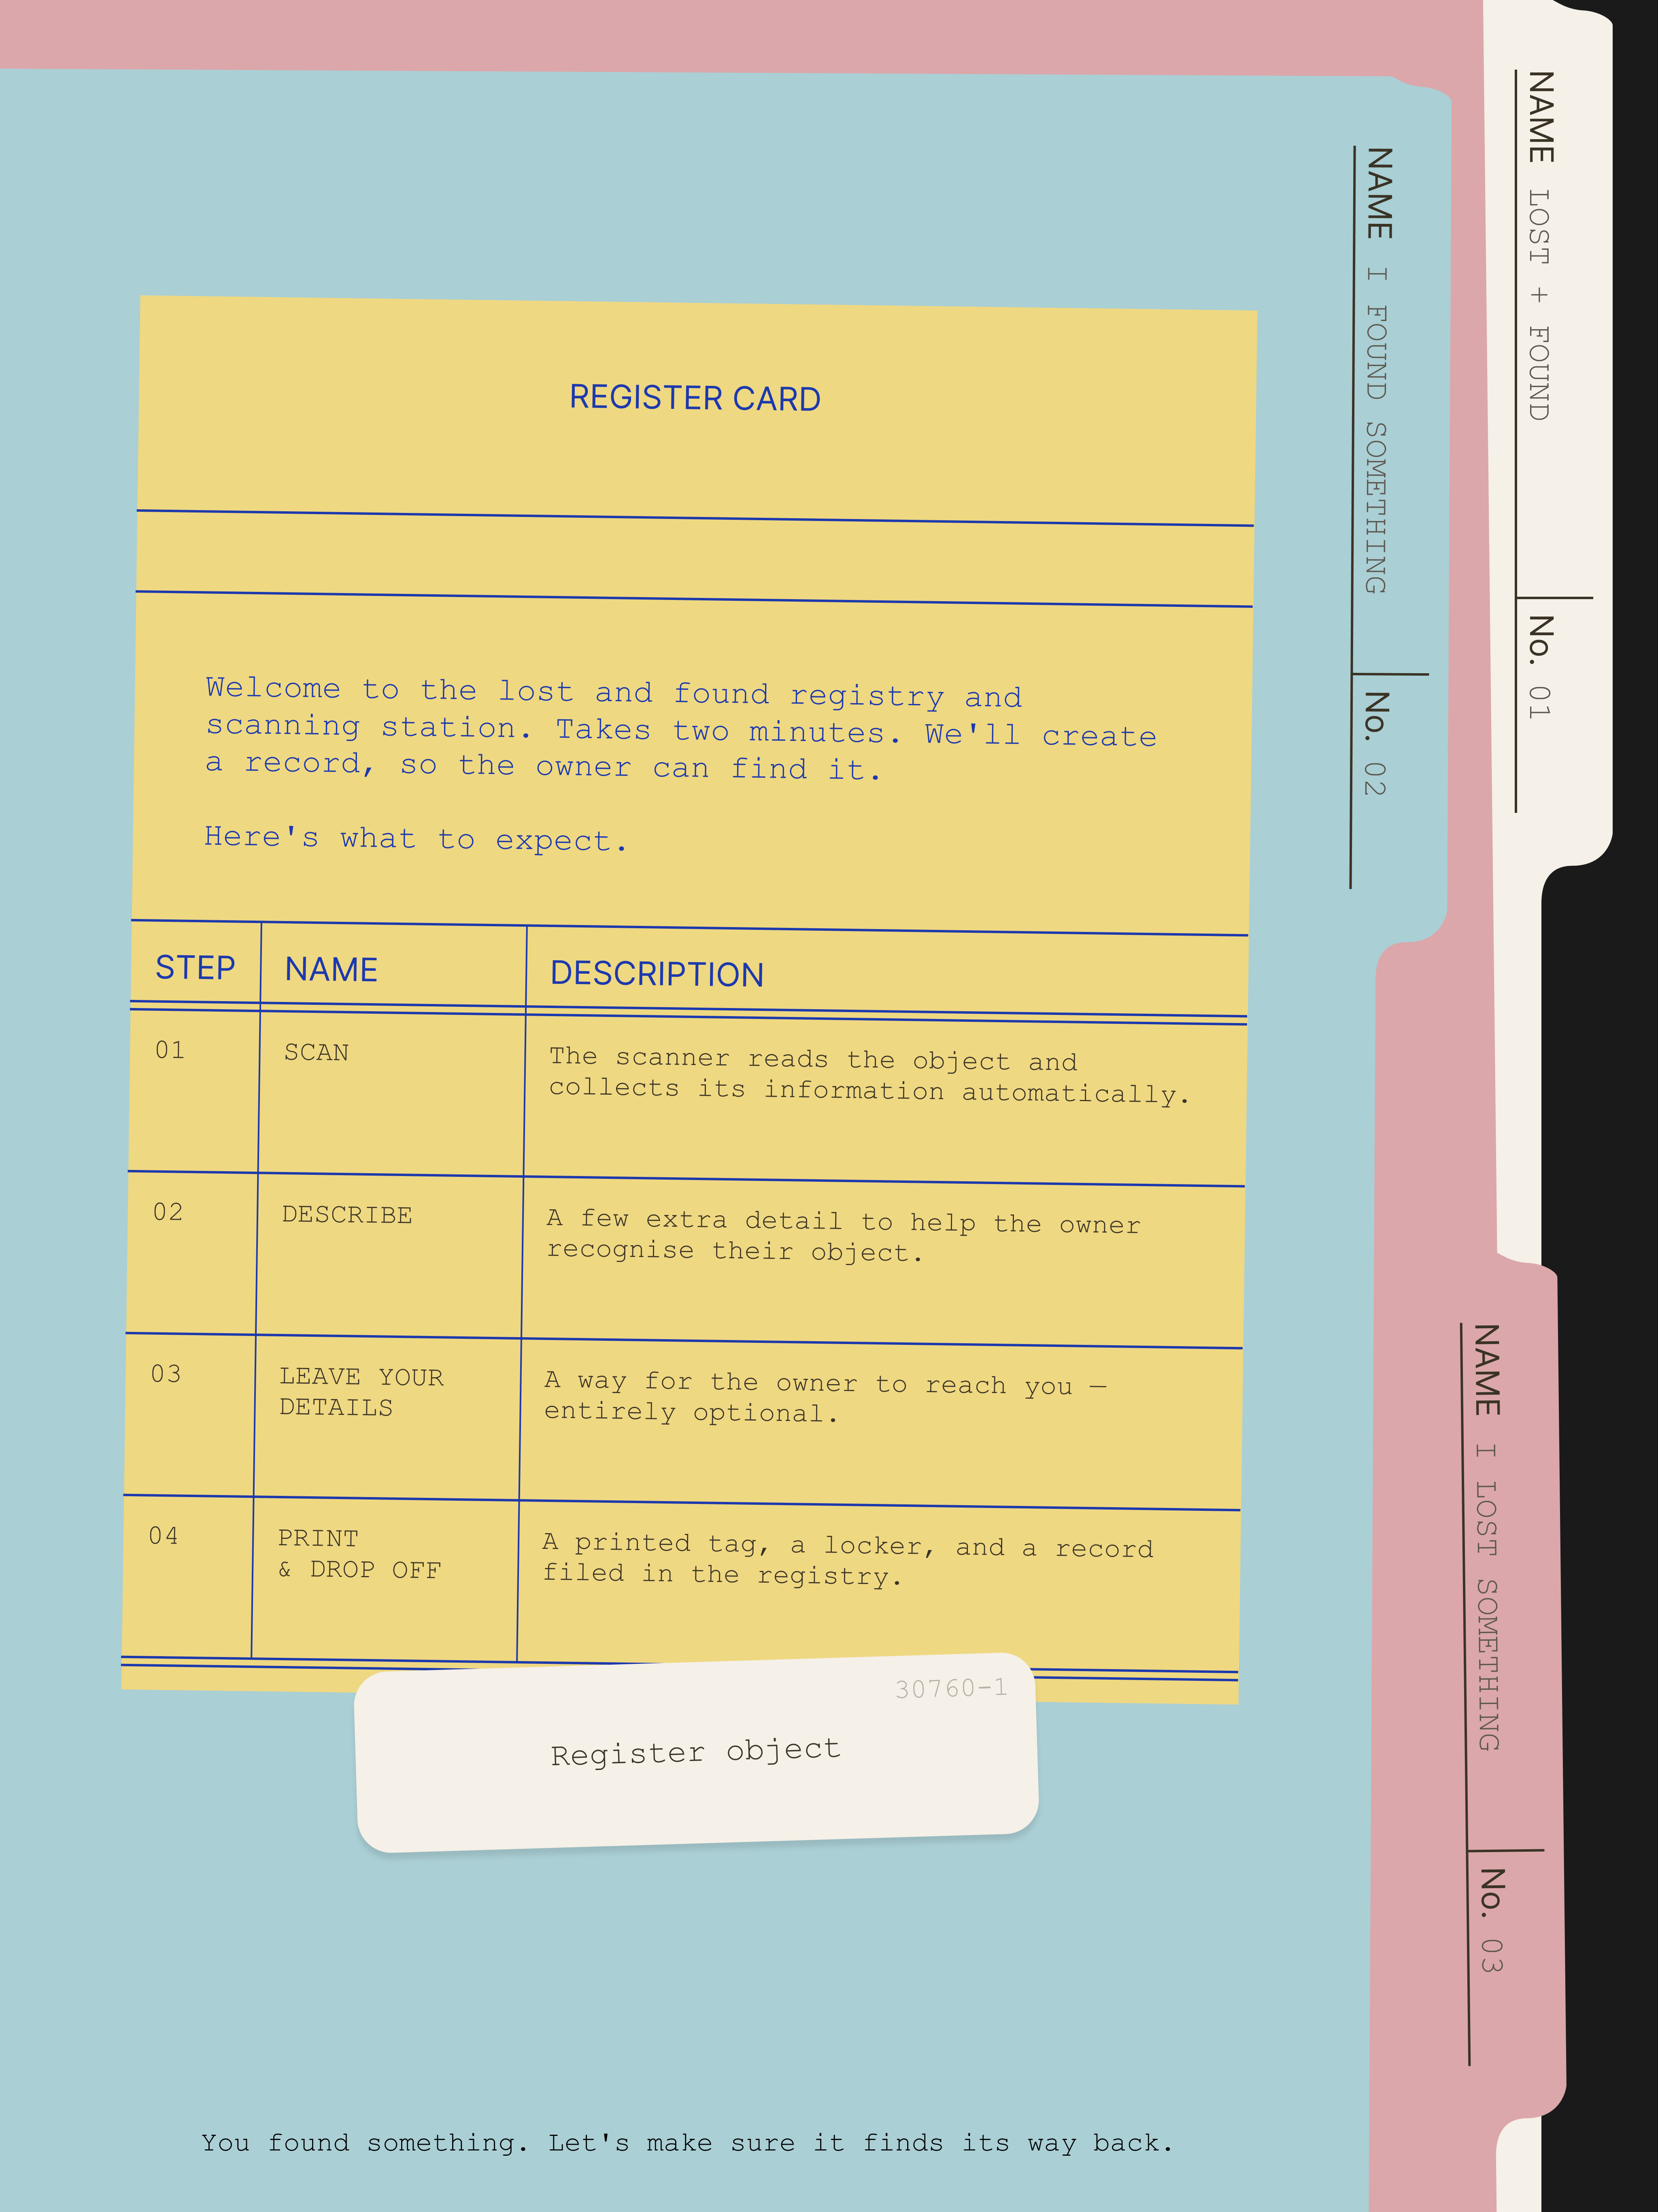 NAME LOST + FOUND
No. 01
NAME I FOUND SOMETHING
No. 02
REGISTER CARD
Welcome to the lost and found registry and
scanning station. Takes two minutes. We'll create
a record, so the owner can find it.
Here's what to expect.
STEP NAME DESCRIPTION
01 SCAN The scanner reads the object and
collects its information automatically.
02 DESCRIBE A few extra detail to help the owner
recognise their object.
03 LEAVE YOUR DETAILS A way for the owner to reach you —
entirely optional.
04 PRINT & DROP OFF A printed tag, a locker, and a record
filed in the registry.
30760-1
Register object
NAME I LOST SOMETHING
No. 03
You found something. Let's make sure it finds its way back.